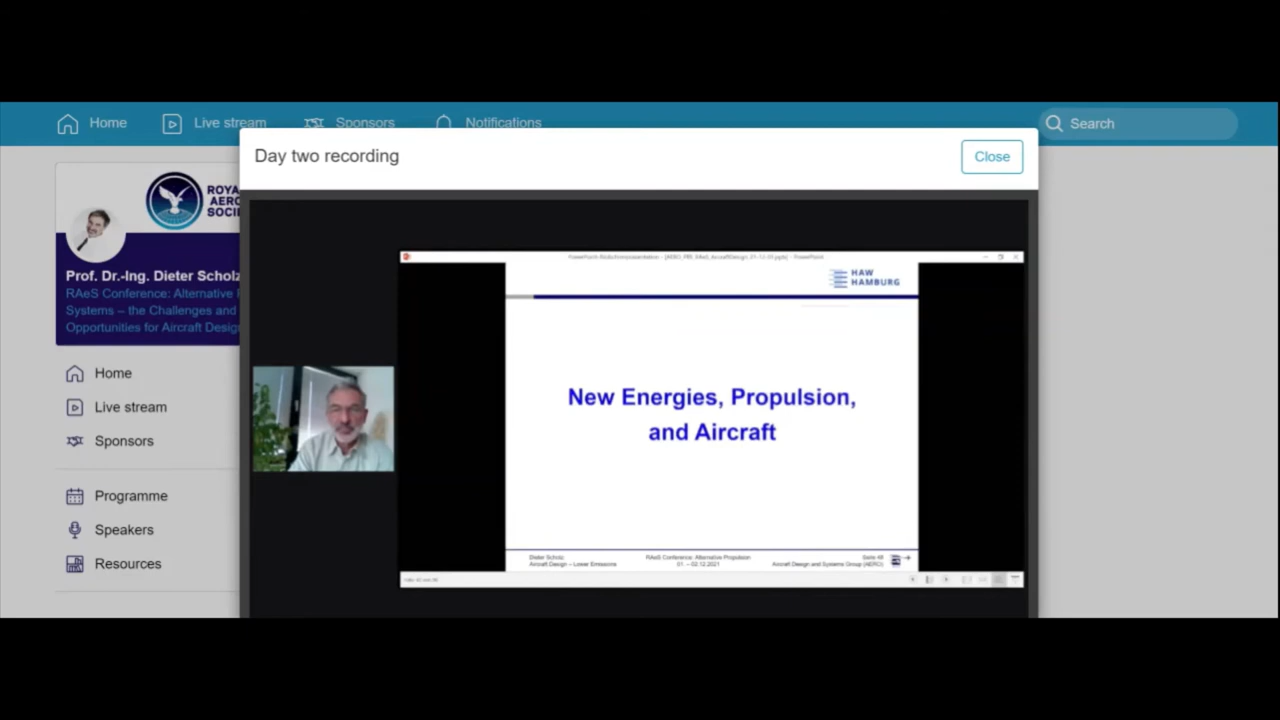 Home
Live stream
Sponsors
Notifications
Search
Day two recording
Close
ROYA
AERO
SOCI
Prof. Dr.-Ing. Dieter Scholz
RAeS Conference: Alternative
Systems – the Challenges and
Opportunities for Aircraft Desig
Home
Live stream
Sponsors
Programme
Speakers
Resources
HAW
HAMBURG
New Energies, Propulsion,
and Aircraft
Dieter Scholz
Aircraft Design – Lower Emissions
RAeS Conference: Alternative Propulsion
01. – 02.12.2021
Aircraft Design and Systems Group (AERO)